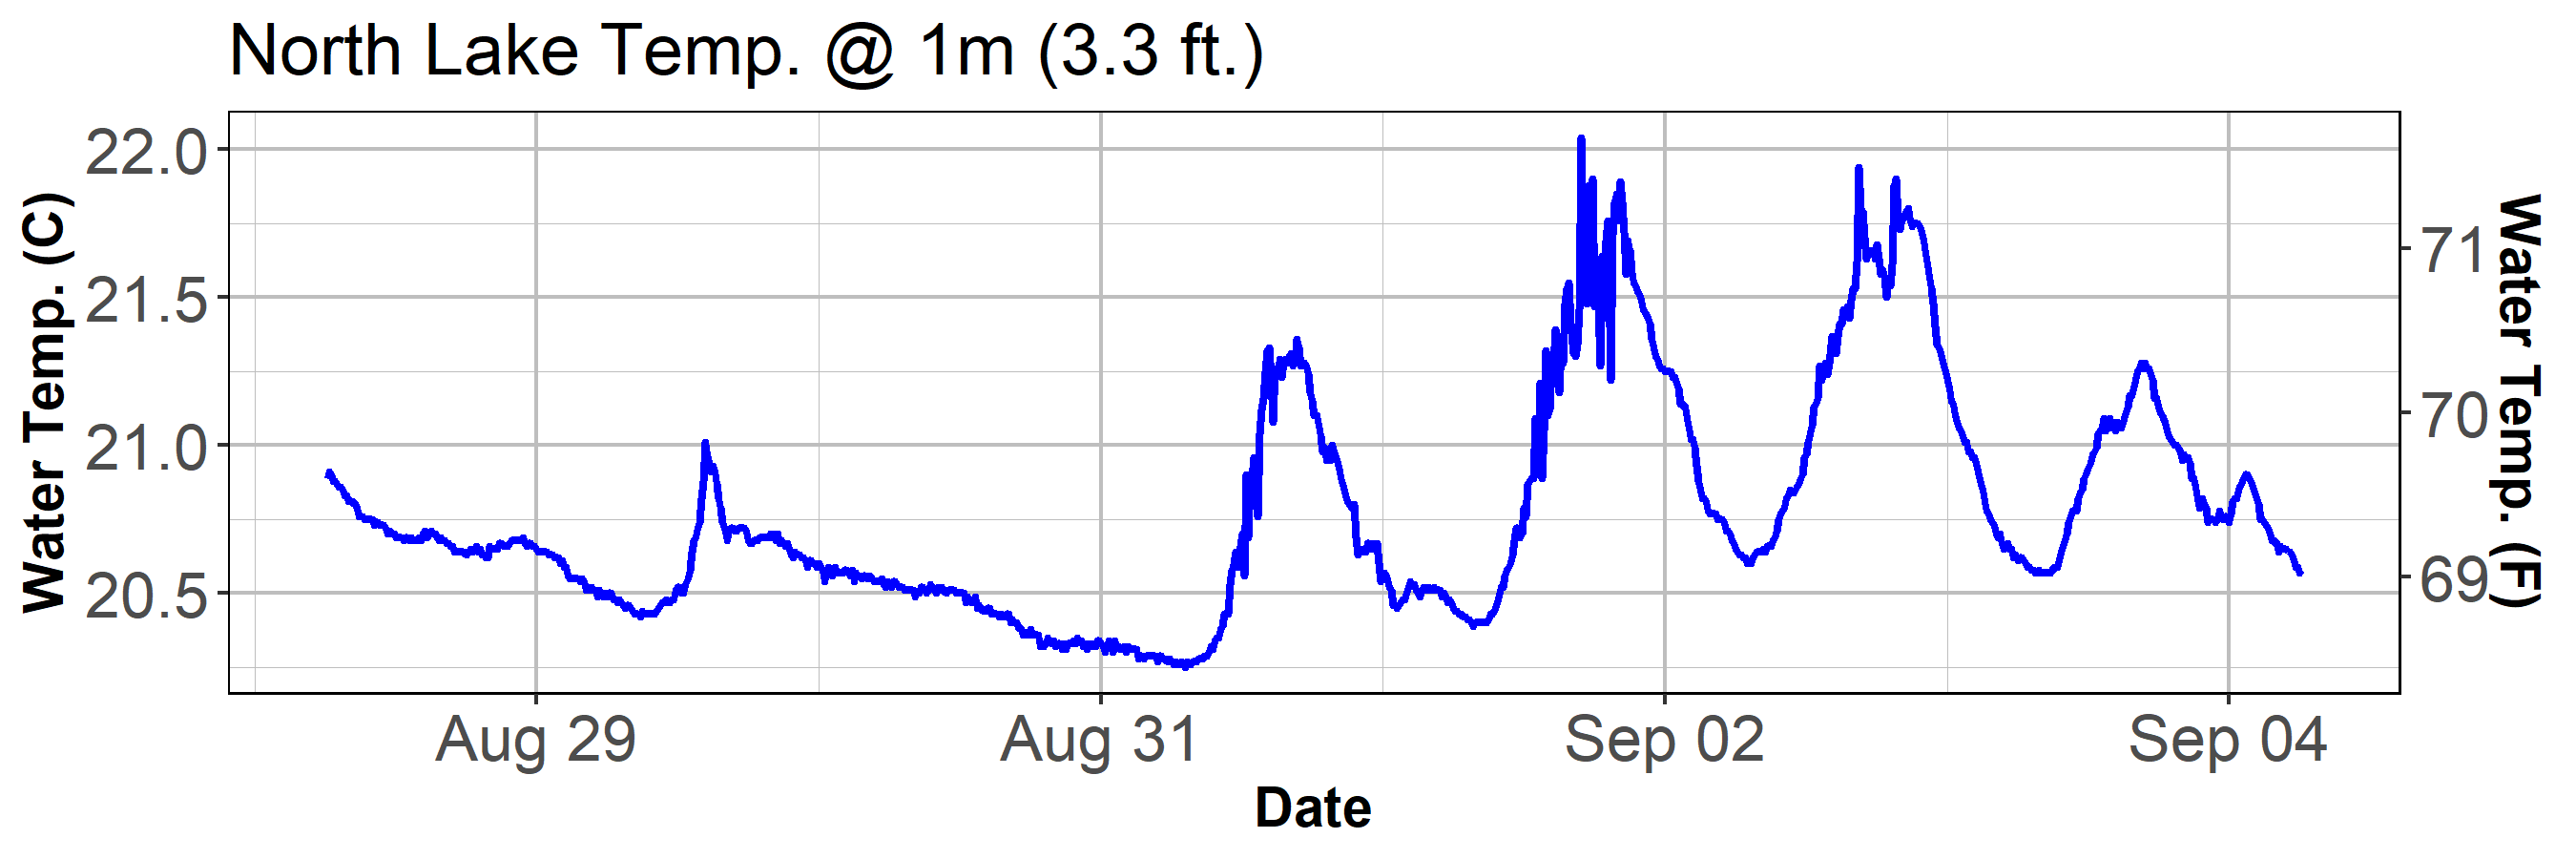 North Lake Temp. @ 1m (3.3 ft.)
Water Temp. (C)
22.0
21.5
21.0
20.5
71
70
69
Water Temp. (F)
Aug 29 Aug 31 Sep 02 Sep 04
Date